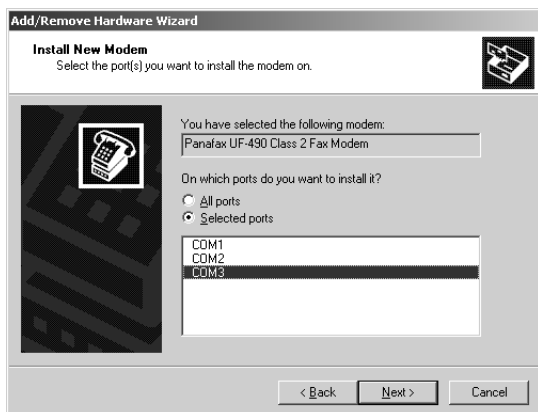 Add/Remove Hardware Wizard
Install New Modem
Select the port(s) you want to install the modem on.
You have selected the following modem:
Panafax UF-490 Class 2 Fax Modem
On which ports do you want to install it?
All ports
Selected ports
COM1
COM2
COM3
< Back
Next >
Cancel